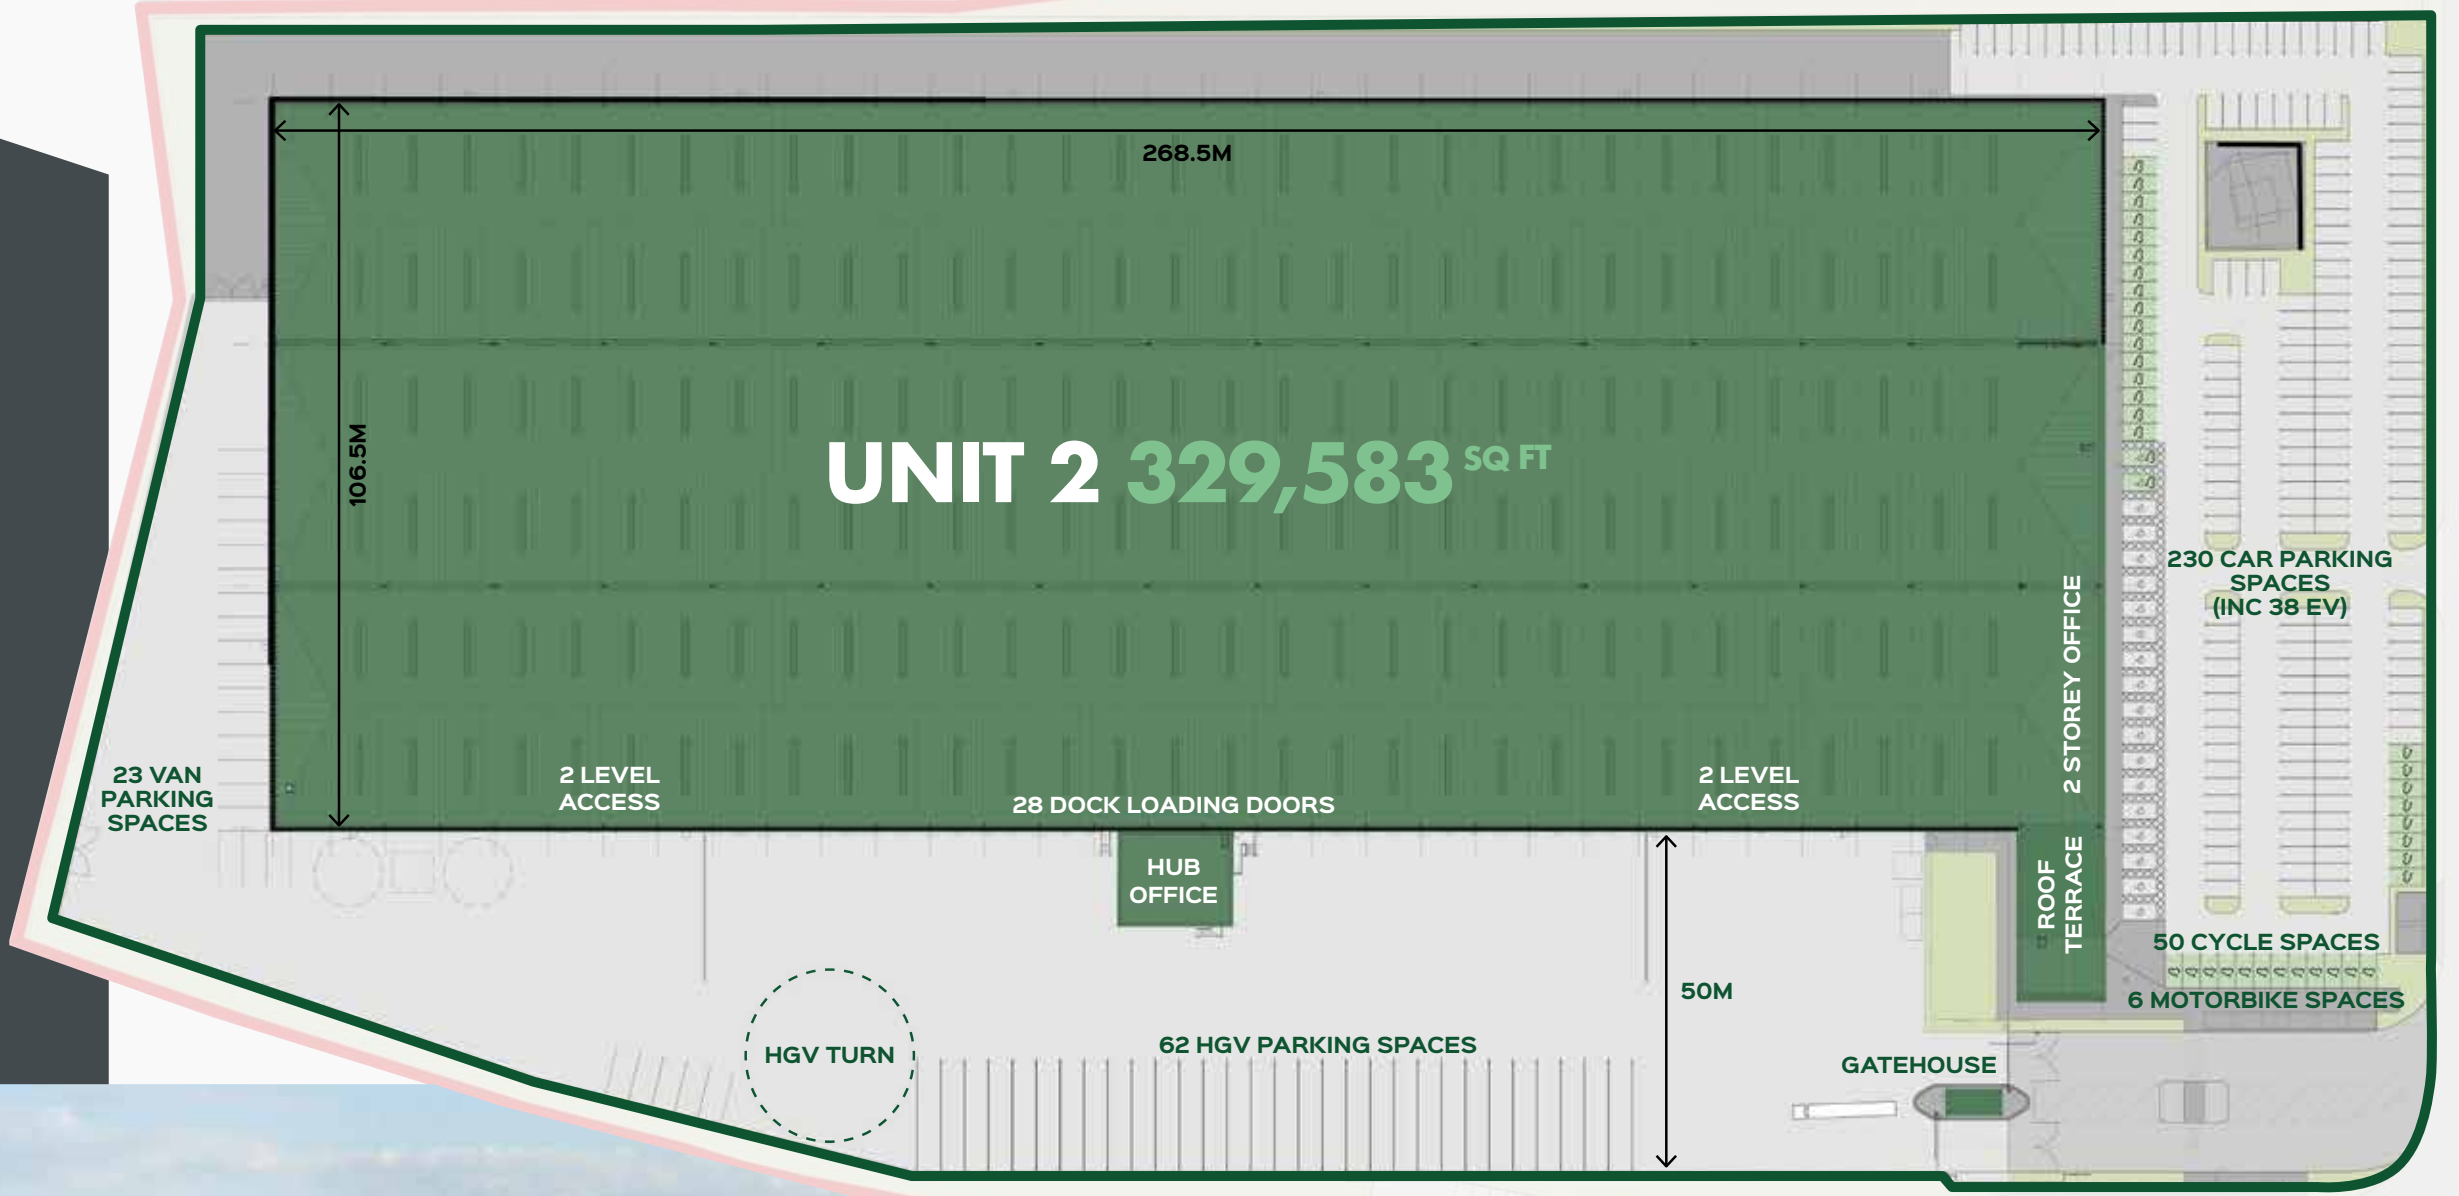 268.5M
106.5M
UNIT 2 329,583 SQ FT
230 CAR PARKING
SPACES
(INC 38 EV)
2 STOREY OFFICE
23 VAN
PARKING
SPACES
2 LEVEL
ACCESS
28 DOCK LOADING DOORS
2 LEVEL
ACCESS
HUB
OFFICE
ROOF
TERRACE
50 CYCLE SPACES
6 MOTORBIKE SPACES
50M
HGV TURN
62 HGV PARKING SPACES
GATEHOUSE